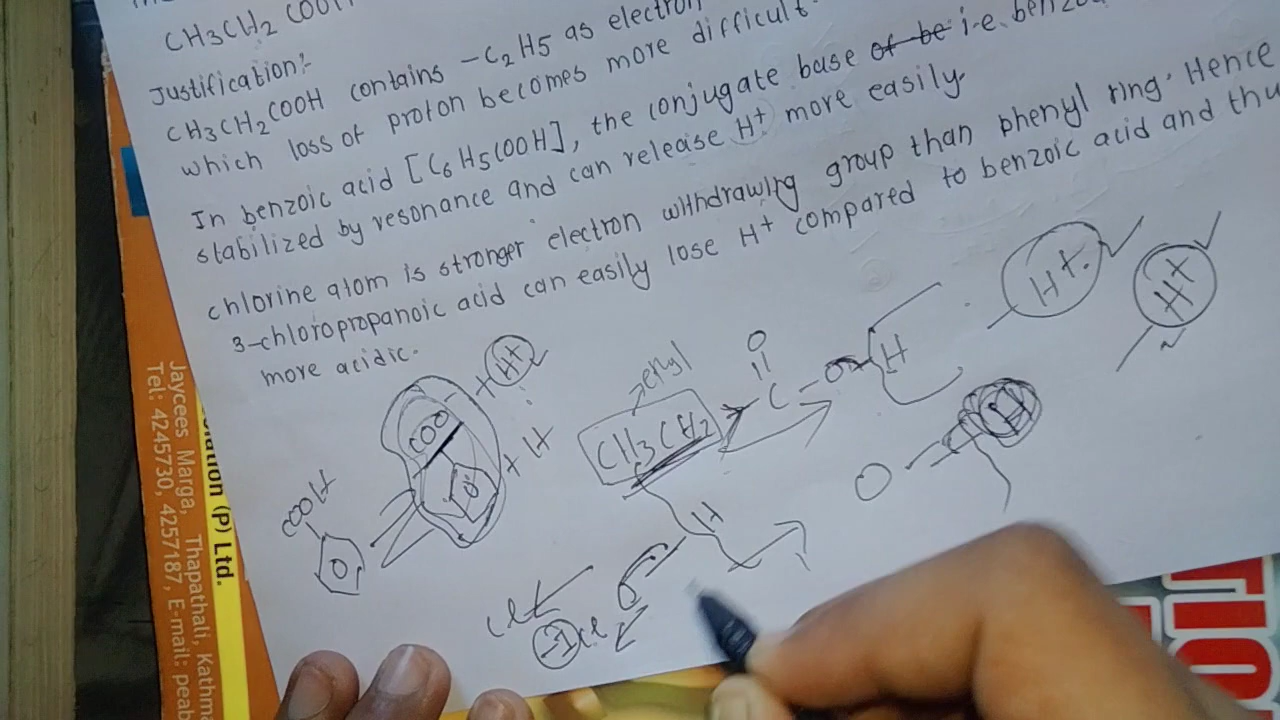 CH3CH2 COOH
Justification:-
CH3CH2COOH contains -C2H5 as electron
which loss of proton becomes more difficult.
In benzoic acid [C6H5COOH], the conjugate base of be i.e. benzoa
stabilized by resonance and can release H+ more easily.
chlorine atom is stronger electron withdrawing group than phenyl ring. Hence
3-chloropropanoic acid can easily lose H+ compared to benzoic acid and thu
more acidic.
H+
H+
+ H+
COO
+ H
ethyl
CH3CH2
O
C - O
H
COOH
O
H
H
-I
Jaycees Marga, Thapathali, Kathma
Tel: 4245730, 4257187, E-mail: peab
(P) Ltd.